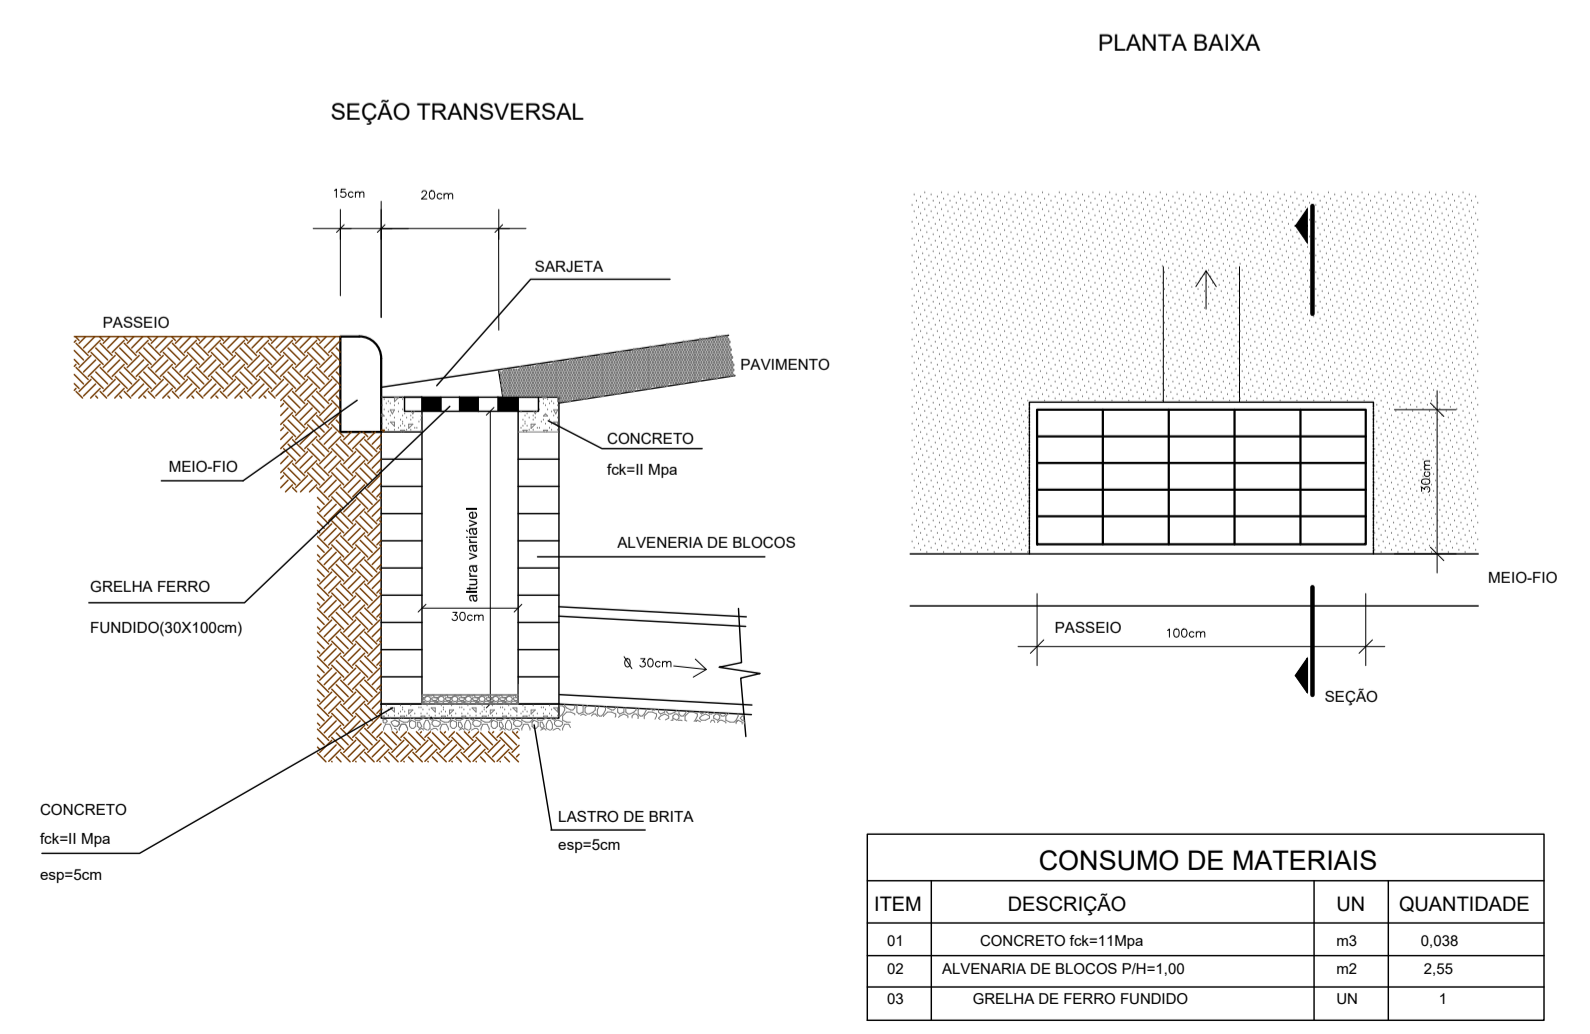 PLANTA BAIXA
SEÇÃO TRANSVERSAL
15cm
20cm
SARJETA
PASSEIO
PAVIMENTO
CONCRETO
fck=II Mpa
MEIO-FIO
altura variável
ALVENERIA DE BLOCOS
GRELHA FERRO
FUNDIDO(30X100cm)
30cm
Ø 30cm
CONCRETO
fck=II Mpa
esp=5cm
LASTRO DE BRITA
esp=5cm
30cm
MEIO-FIO
PASSEIO
100cm
SEÇÃO
CONSUMO DE MATERIAIS
ITEM DESCRIÇÃO UN QUANTIDADE
01 CONCRETO fck=11Mpa m3 0,038
02 ALVENARIA DE BLOCOS P/H=1,00 m2 2,55
03 GRELHA DE FERRO FUNDIDO UN 1